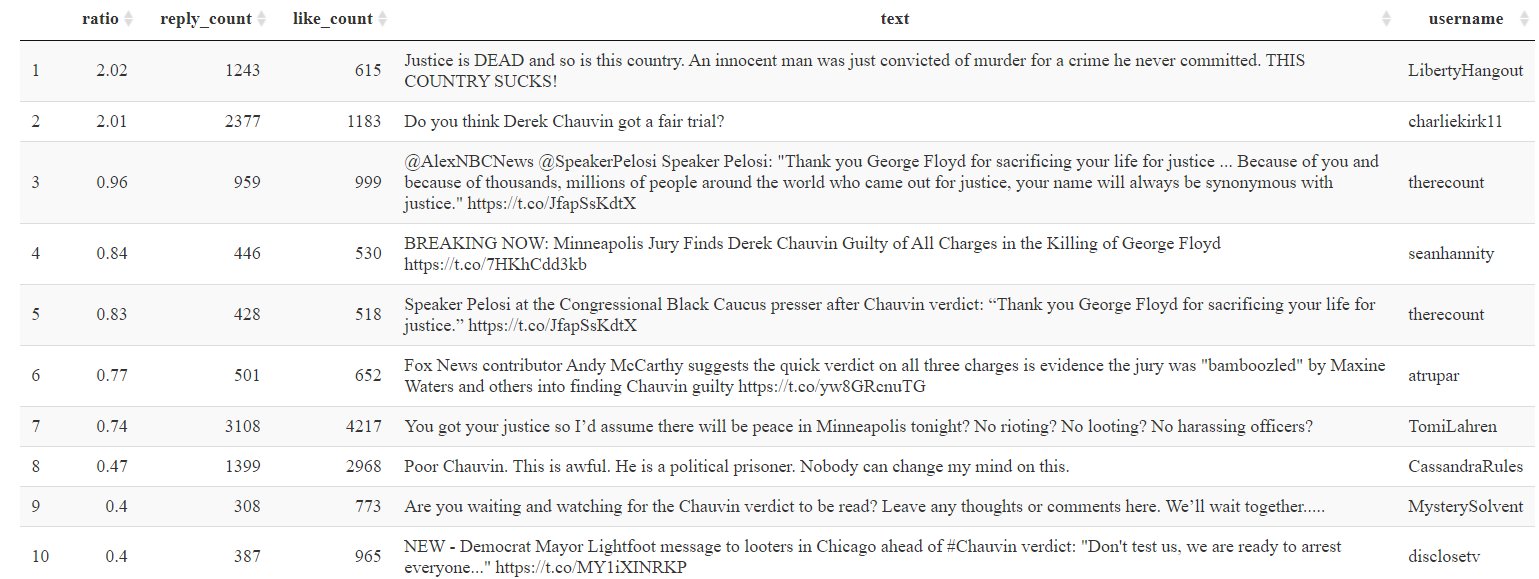 ratio reply_count like_count text username
1 2.02 1243 615 Justice is DEAD and so is this country. An innocent man was just convicted of murder for a crime he never committed. THIS
COUNTRY SUCKS! LibertyHangout
2 2.01 2377 1183 Do you think Derek Chauvin got a fair trial? charliekirk11
3 0.96 959 999 @AlexNBCNews @SpeakerPelosi Speaker Pelosi: "Thank you George Floyd for sacrificing your life for justice ... Because of you and
because of thousands, millions of people around the world who came out for justice, your name will always be synonymous with
justice." https://t.co/JfapSsKdtX therecount
4 0.84 446 530 BREAKING NOW: Minneapolis Jury Finds Derek Chauvin Guilty of All Charges in the Killing of George Floyd
https://t.co/7HKhCdd3kb seanhannity
5 0.83 428 518 Speaker Pelosi at the Congressional Black Caucus presser after Chauvin verdict: “Thank you George Floyd for sacrificing your life for
justice.” https://t.co/JfapSsKdtX therecount
6 0.77 501 652 Fox News contributor Andy McCarthy suggests the quick verdict on all three charges is evidence the jury was "bamboozled" by Maxine
Waters and others into finding Chauvin guilty https://t.co/yw8GRcnuTG atrupar
7 0.74 3108 4217 You got your justice so I’d assume there will be peace in Minneapolis tonight? No rioting? No looting? No harassing officers? TomiLahren
8 0.47 1399 2968 Poor Chauvin. This is awful. He is a political prisoner. Nobody can change my mind on this. CassandraRules
9 0.4 308 773 Are you waiting and watching for the Chauvin verdict to be read? Leave any thoughts or comments here. We’ll wait together..... MysterySolvent
10 0.4 387 965 NEW - Democrat Mayor Lightfoot message to looters in Chicago ahead of #Chauvin verdict: "Don't test us, we are ready to arrest
everyone..." https://t.co/MY1iXINRKP disclosetv